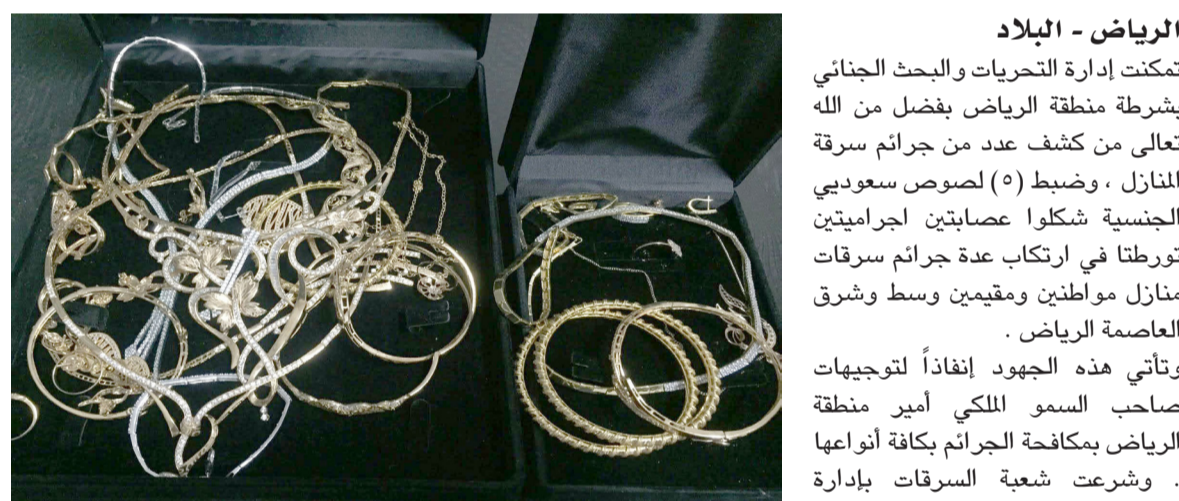 الرياض - البلاد
تمكنت إدارة التحريات والبحث الجنائي
بشرطة منطقة الرياض بفضل من الله
تعالى من كشف عدد من جرائم سرقة
المنازل ، وضبط (٥) لصوص سعوديي
الجنسية شكلوا عصابتين اجراميتين
تورطتا في ارتكاب عدة جرائم سرقات
منازل مواطنين ومقيمين وسط وشرق
العاصمة الرياض .
وتأتي هذه الجهود إنفاذاً لتوجيهات
صاحب السمو الملكي أمير منطقة
الرياض بمكافحة الجرائم بكافة أنواعها
. وشرعت شعبة السرقات بإدارة